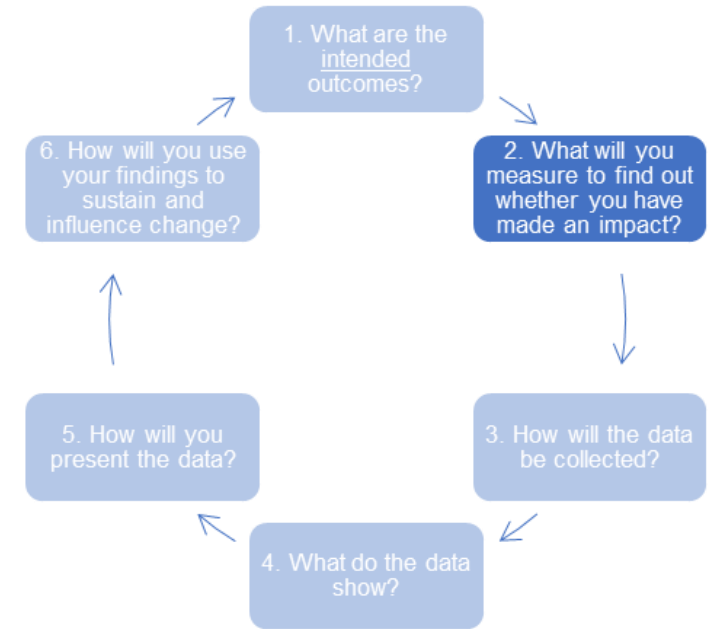 1. What are the
intended
outcomes?
2. What will you
measure to find out
whether you have
made an impact?
3. How will the data
be collected?
4. What do the data
show?
5. How will you
present the data?
6. How will you use
your findings to
sustain and
influence change?